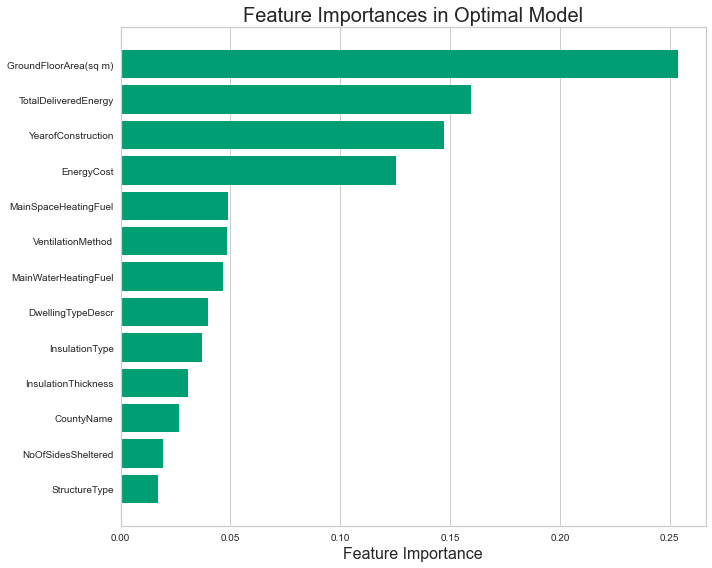 Feature Importances in Optimal Model
GroundFloorArea(sq m)
TotalDeliveredEnergy
YearofConstruction
EnergyCost
MainSpaceHeatingFuel
VentilationMethod
MainWaterHeatingFuel
DwellingTypeDescr
InsulationType
InsulationThickness
CountyName
NoOfSidesSheltered
StructureType
0.00 0.05 0.10 0.15 0.20 0.25
Feature Importance